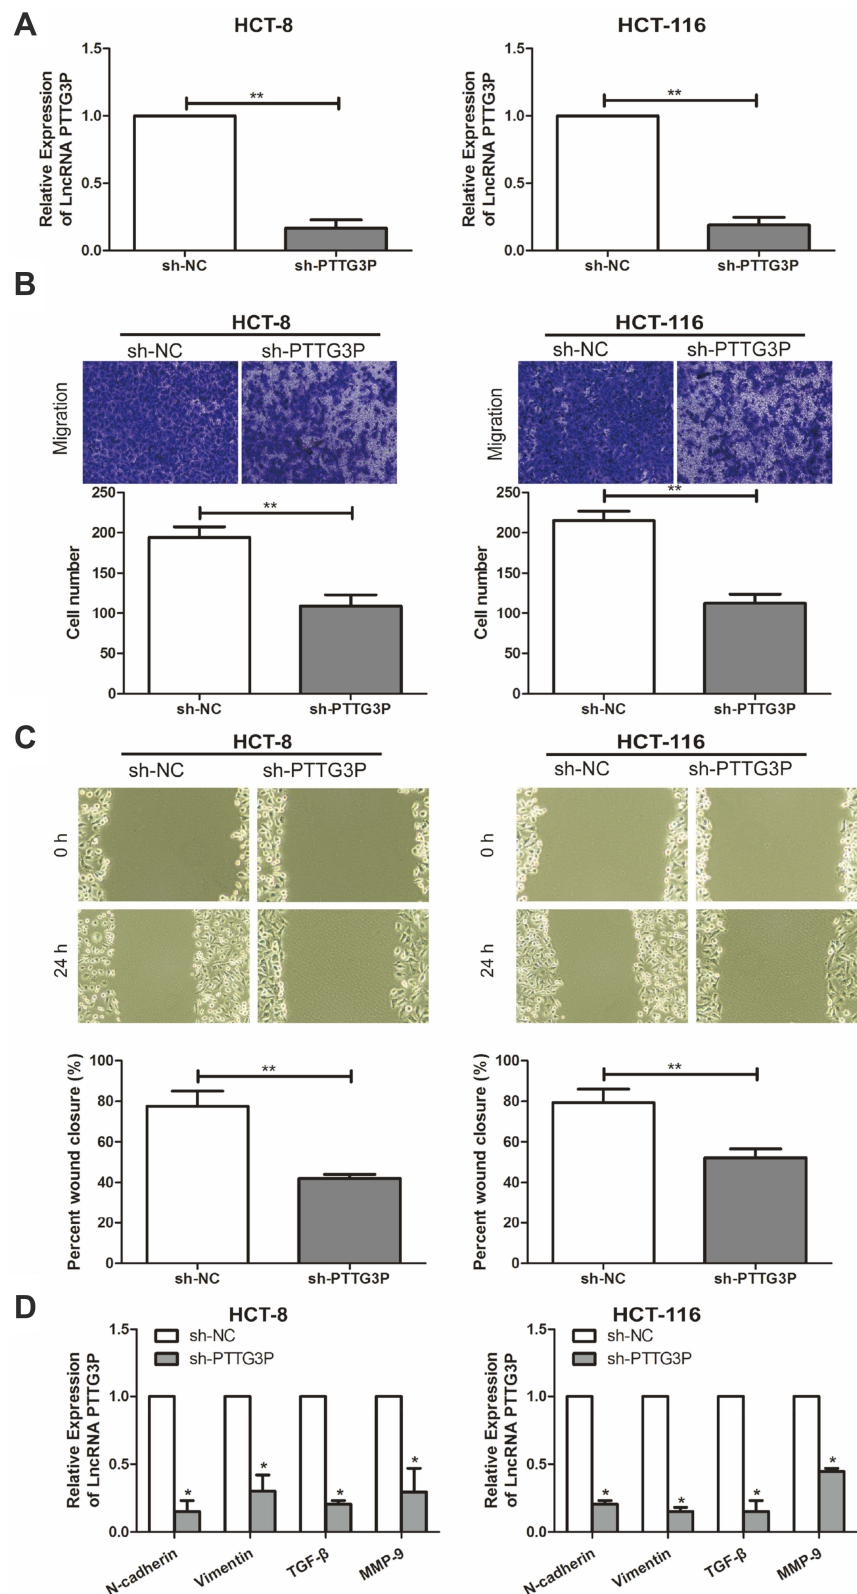 A
HCT-8
HCT-116
Relative Expression
of LncRNA PTTG3P
1.5
1.0
0.5
0.0
**
sh-NC
sh-PTTG3P
Relative Expression
of LncRNA PTTG3P
1.5
1.0
0.5
0.0
**
sh-NC
sh-PTTG3P
B
HCT-8
sh-NC
sh-PTTG3P
HCT-116
sh-NC
sh-PTTG3P
Migration
Migration
Cell number
250
200
150
100
50
0
**
sh-NC
sh-PTTG3P
Cell number
250
200
150
100
50
0
**
sh-NC
sh-PTTG3P
C
HCT-8
sh-NC
sh-PTTG3P
HCT-116
sh-NC
sh-PTTG3P
0 h
0 h
24 h
24 h
Percent wound closure (%)
100
80
60
40
20
0
**
sh-NC
sh-PTTG3P
Percent wound closure (%)
100
80
60
40
20
0
**
sh-NC
sh-PTTG3P
D
HCT-8
sh-NC
sh-PTTG3P
Relative Expression
of LncRNA PTTG3P
1.5
1.0
0.5
0.0
*
*
*
*
N-cadherin
Vimentin
TGF-β
MMP-9
HCT-116
sh-NC
sh-PTTG3P
Relative Expression
of LncRNA PTTG3P
1.5
1.0
0.5
0.0
*
*
*
*
N-cadherin
Vimentin
TGF-β
MMP-9